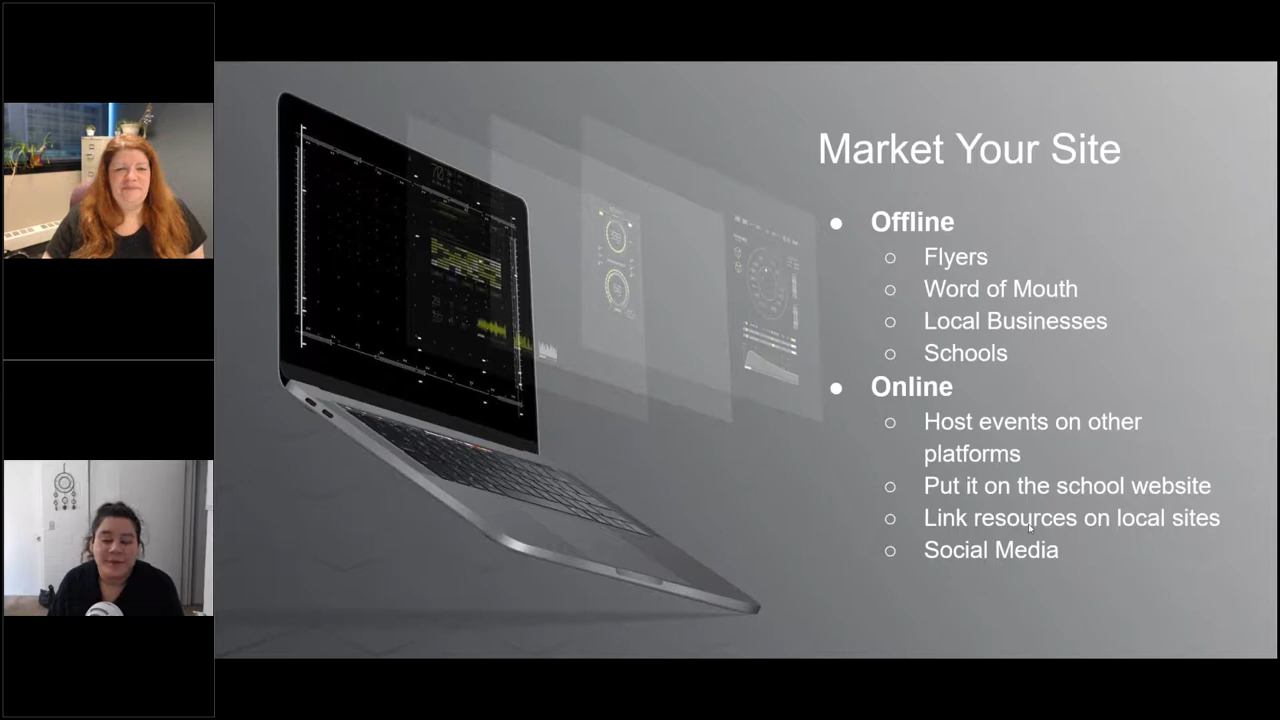 Market Your Site
● Offline
○ Flyers
○ Word of Mouth
○ Local Businesses
○ Schools
● Online
○ Host events on other
platforms
○ Put it on the school website
○ Link resources on local sites
○ Social Media